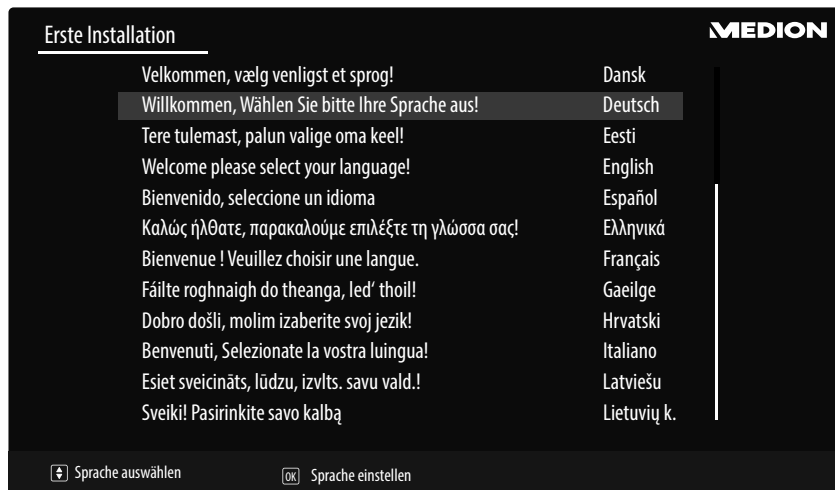 Erste Installation
MEDION
Velkommen, vælg venligst et sprog! Dansk
Willkommen, Wählen Sie bitte Ihre Sprache aus! Deutsch
Tere tulemast, palun valige oma keel! Eesti
Welcome please select your language! English
Bienvenido, seleccione un idioma Español
Καλώς ήλθατε, παρακαλούμε επιλέξτε τη γλώσσα σας! Ελληνικά
Bienvenue ! Veuillez choisir une langue. Français
Fáilte roghnaigh do theanga, led‘ thoil! Gaeilge
Dobro došli, molim izaberite svoj jezik! Hrvatski
Benvenuti, Selezionate la vostra luingua! Italiano
Esiet sveicināts, lūdzu, izvlts. savu vald.! Latviešu
Sveiki! Pasirinkite savo kalbą Lietuvių k.
Sprache auswählen OK Sprache einstellen